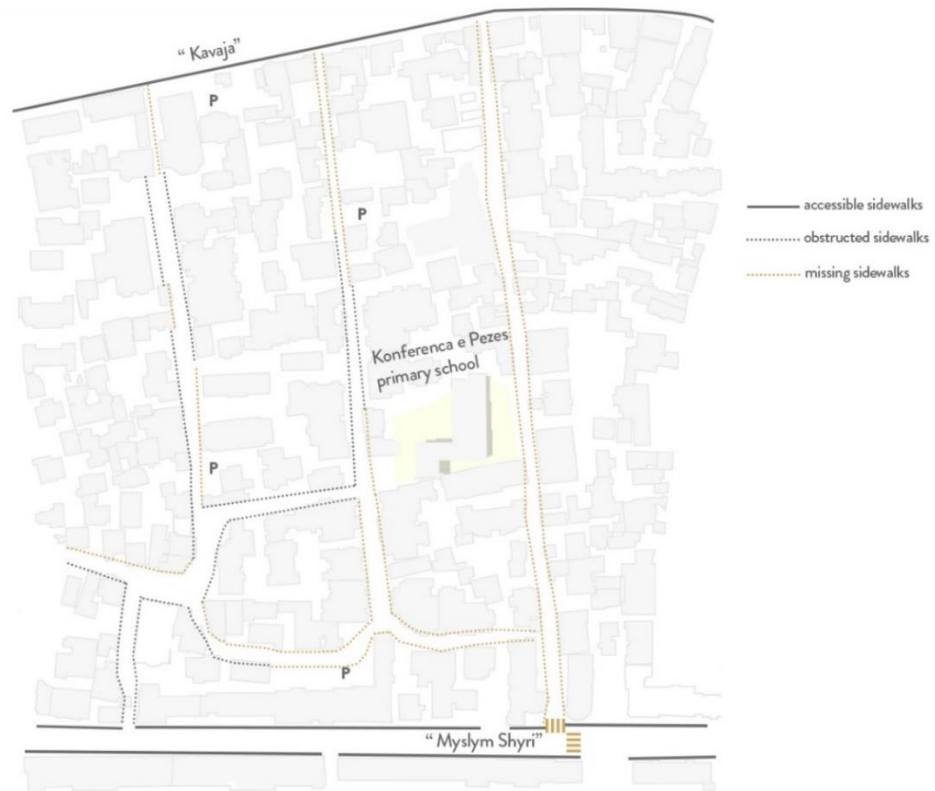 “ Kavaja”
P
P
accessible sidewalks
obstructed sidewalks
missing sidewalks
Konferenca e Pezes
primary school
P
P
“ Myslym Shyri”